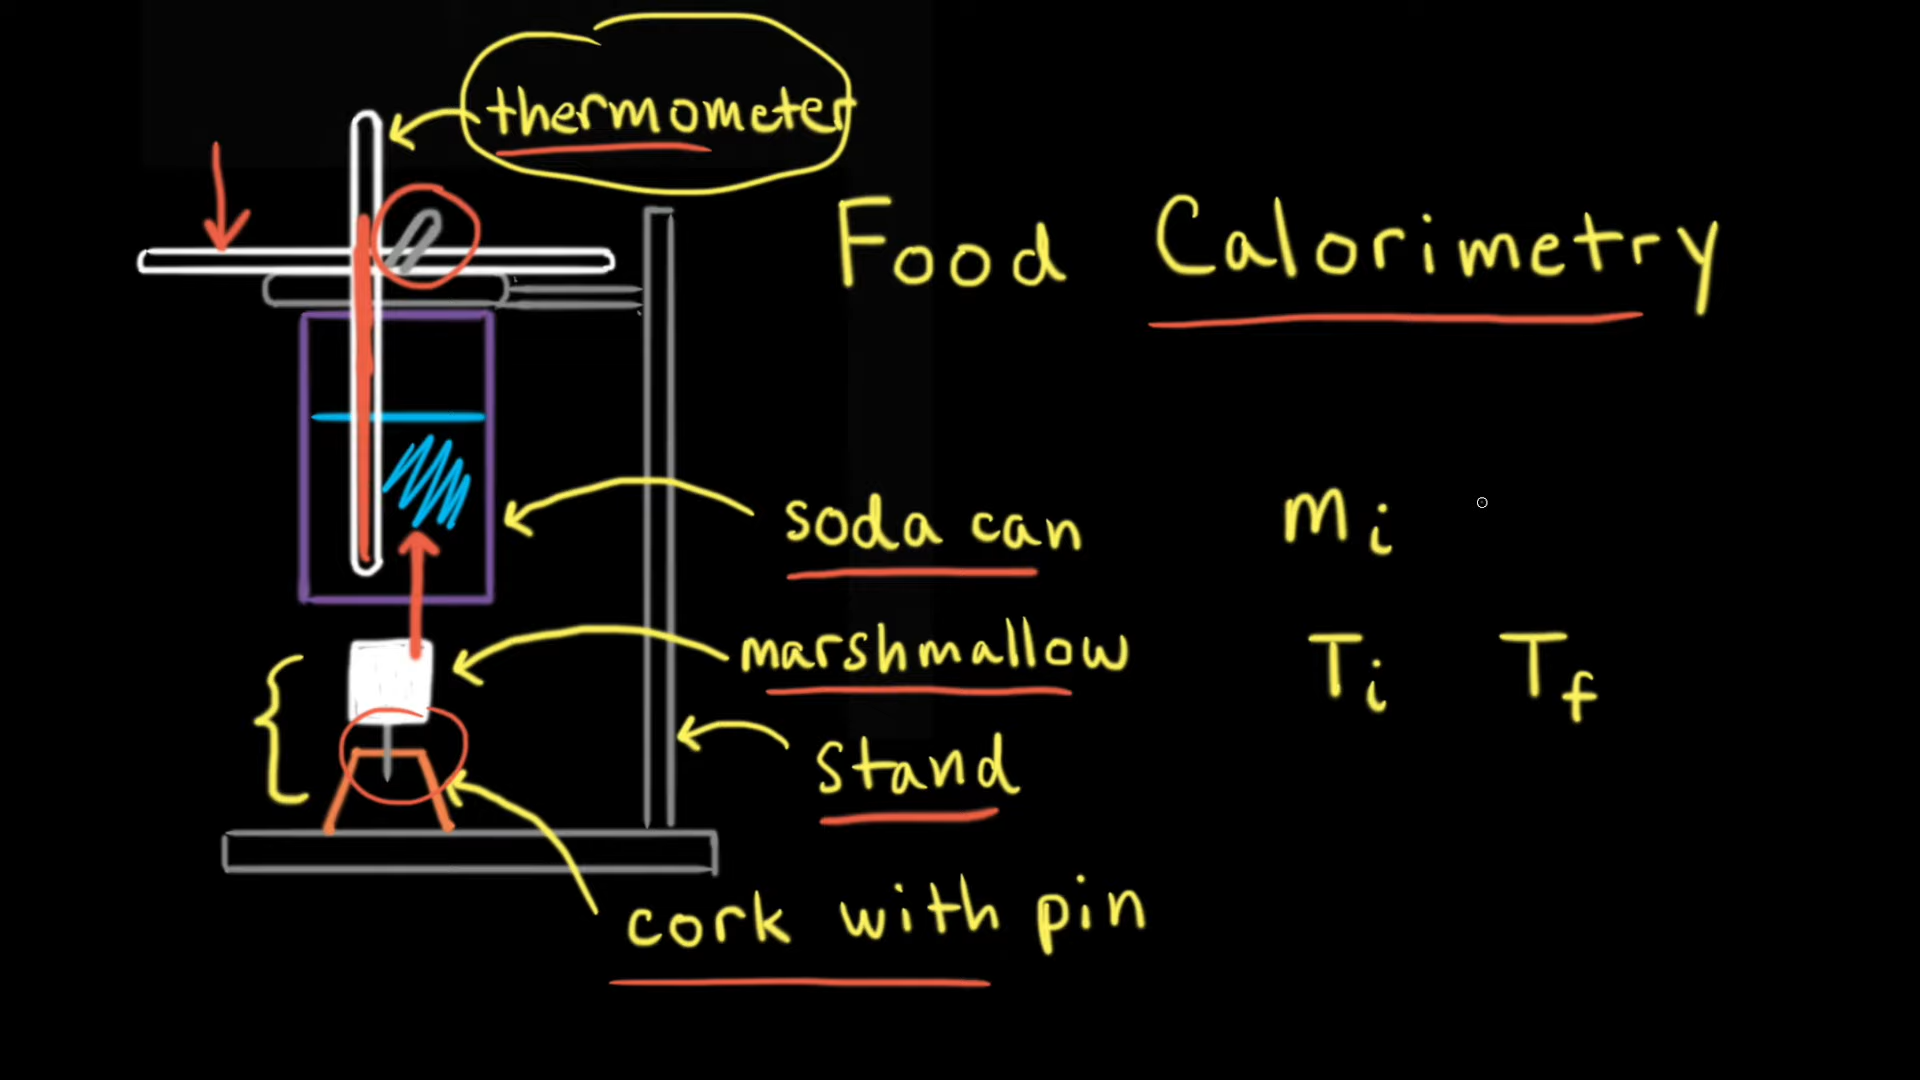 thermometer
Food Calorimetry
soda can
mi
marshmallow
Ti Tf
stand
cork with pin